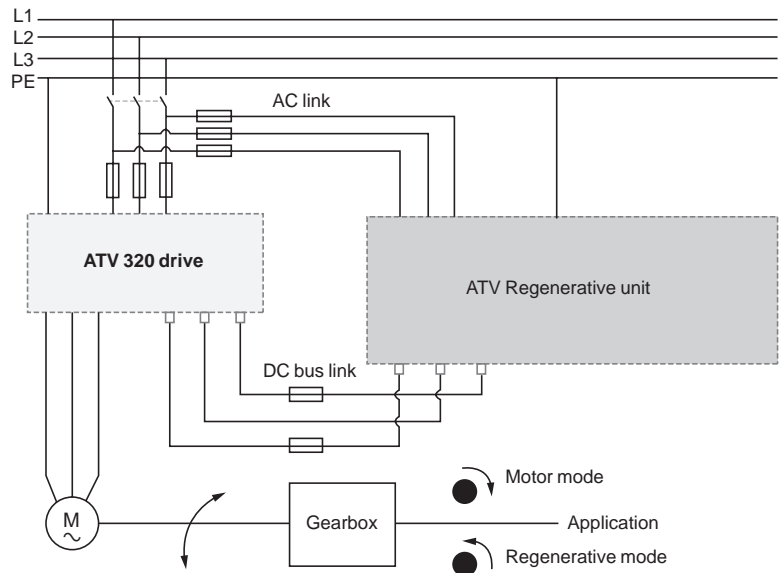 L1
L2
L3
PE
AC link
ATV 320 drive
ATV Regenerative unit
DC bus link
Motor mode
M
Gearbox
Application
Regenerative mode